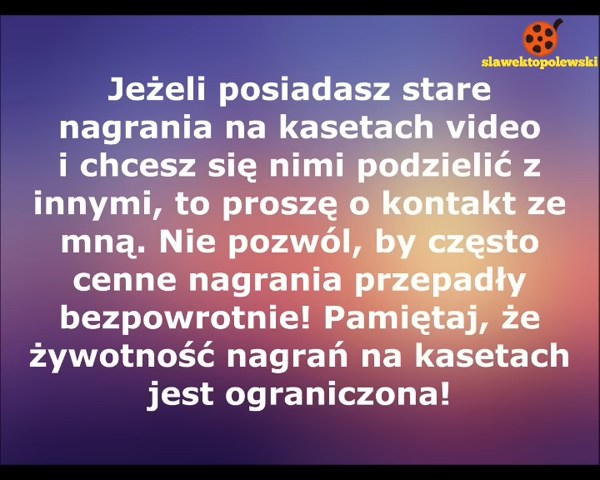 slawektopolewski
Jeżeli posiadasz stare
nagrania na kasetach video
i chcesz się nimi podzielić z
innymi, to proszę o kontakt ze
mną. Nie pozwól, by często
cenne nagrania przepadły
bezpowrotnie! Pamiętaj, że
żywotność nagrań na kasetach
jest ograniczona!